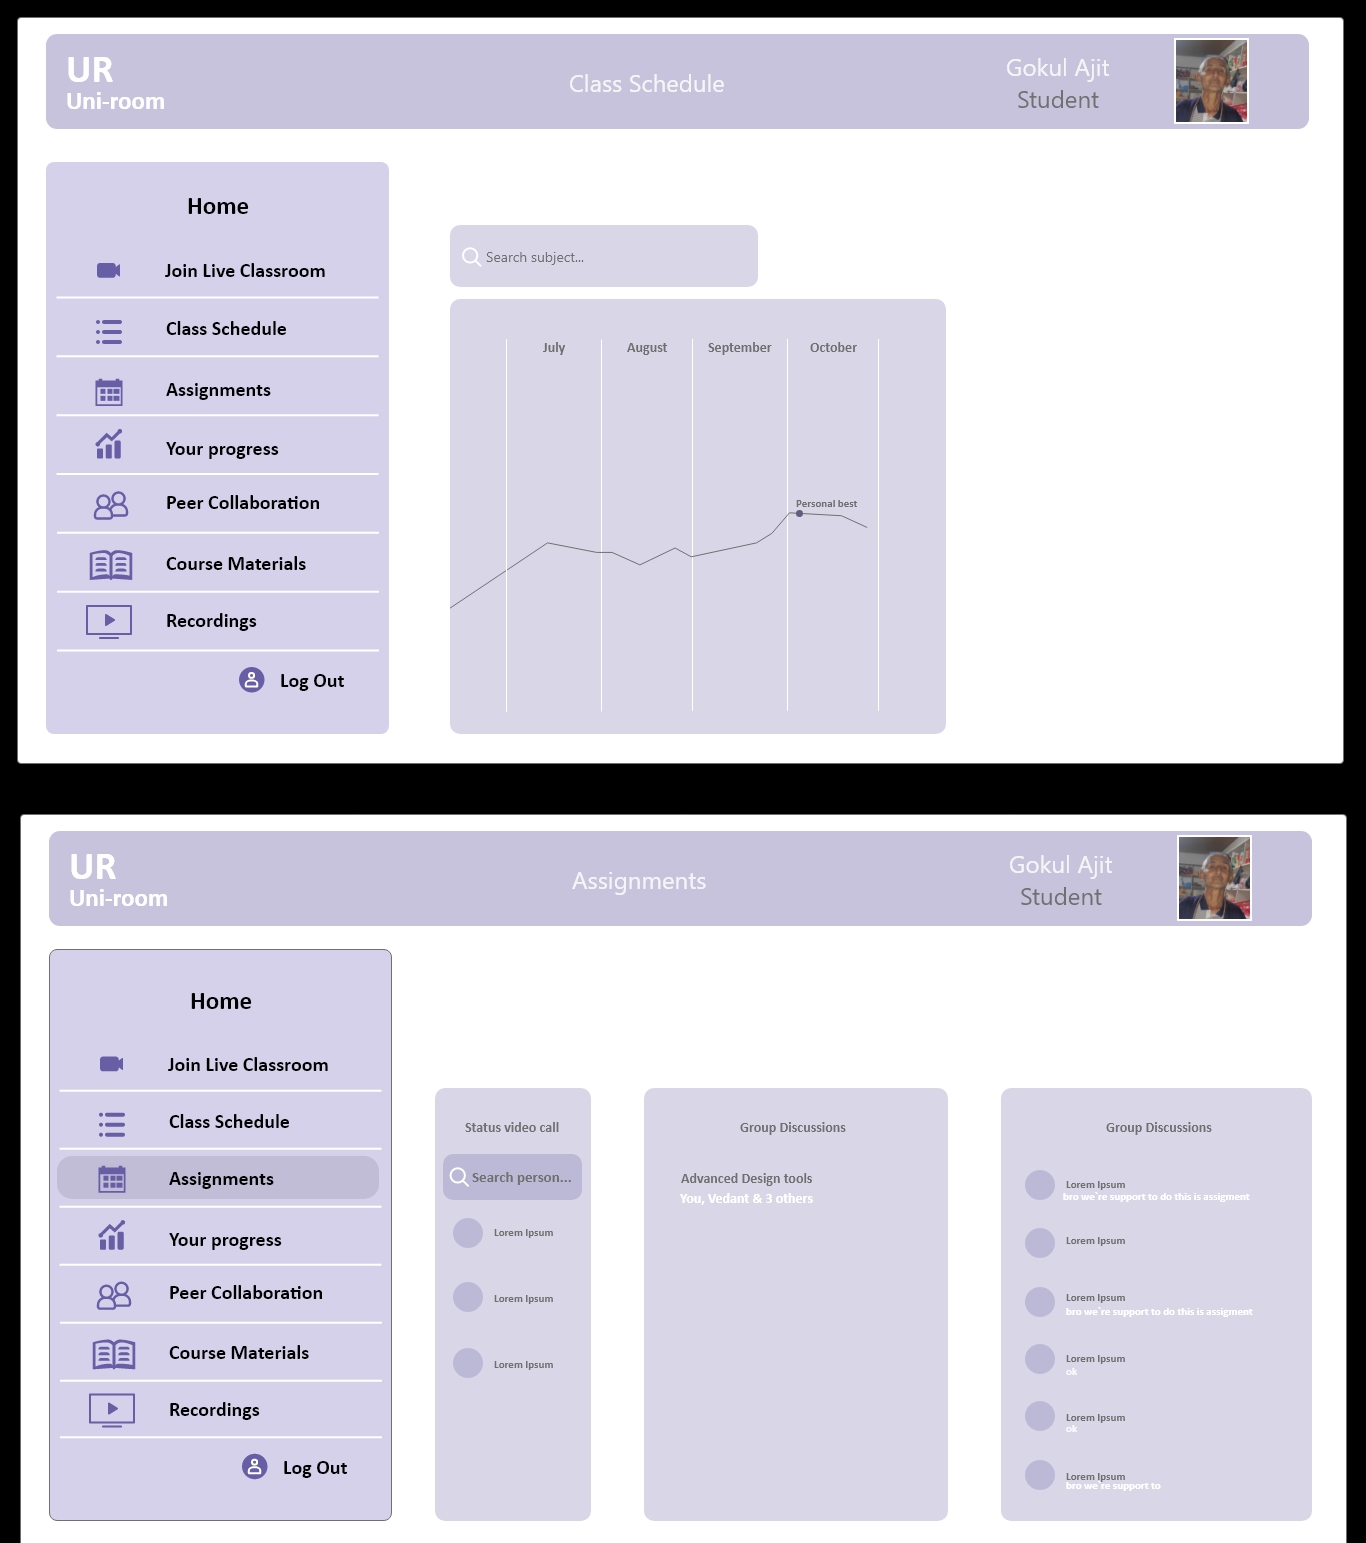 UR
Uni-room
Class Schedule
Gokul Ajit
Student
Home
Join Live Classroom
Class Schedule
Assignments
Your progress
Peer Collaboration
Course Materials
Recordings
Log Out
Search subject...
July August September October
Personal best
UR
Uni-room
Assignments
Gokul Ajit
Student
Home
Join Live Classroom
Class Schedule
Assignments
Your progress
Peer Collaboration
Course Materials
Recordings
Log Out
Status video call
Search person...
Lorem Ipsum
Lorem Ipsum
Lorem Ipsum
Group Discussions
Advanced Design tools
You, Vedant & 3 others
Group Discussions
Lorem Ipsum
bro we`re support to do this is assigment
Lorem Ipsum
Lorem Ipsum
bro we`re support to do this is assigment
Lorem Ipsum
ok
Lorem Ipsum
ok
Lorem Ipsum
bro we`re support to